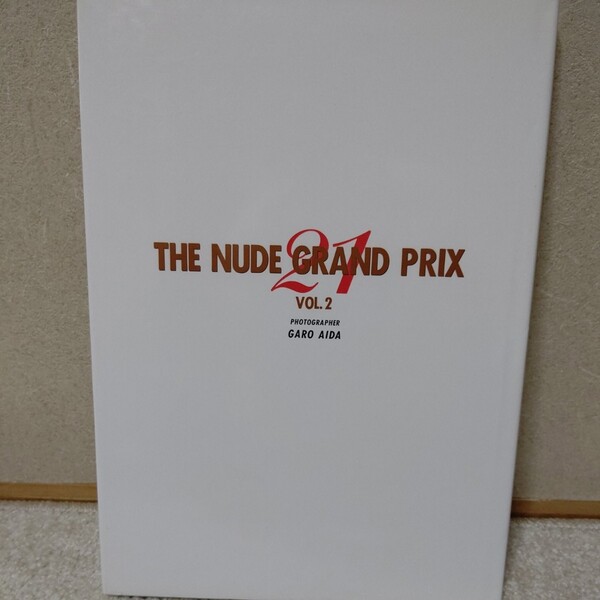 THE NUDE GRAND PRIX
21
VOL.2
PHOTOGRAPHER
GARO AIDA